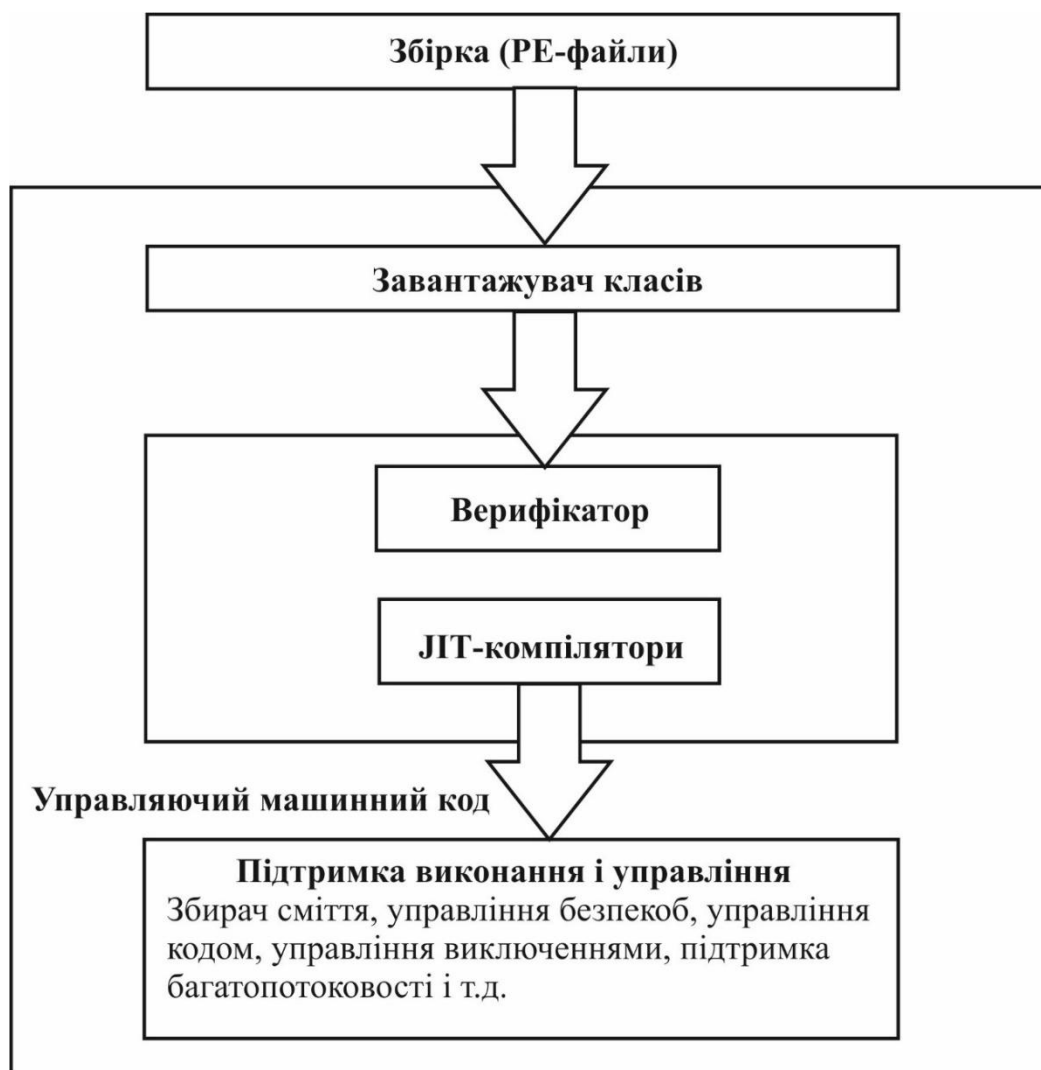 Збірка (PE-файли)
Завантажувач класів
Верифікатор
JIT-компілятори
Управляючий машинний код
Підтримка виконання і управління
Збирач сміття, управління безпекоб, управління
кодом, управління виключеннями, підтримка
багатопотоковості і т.д.